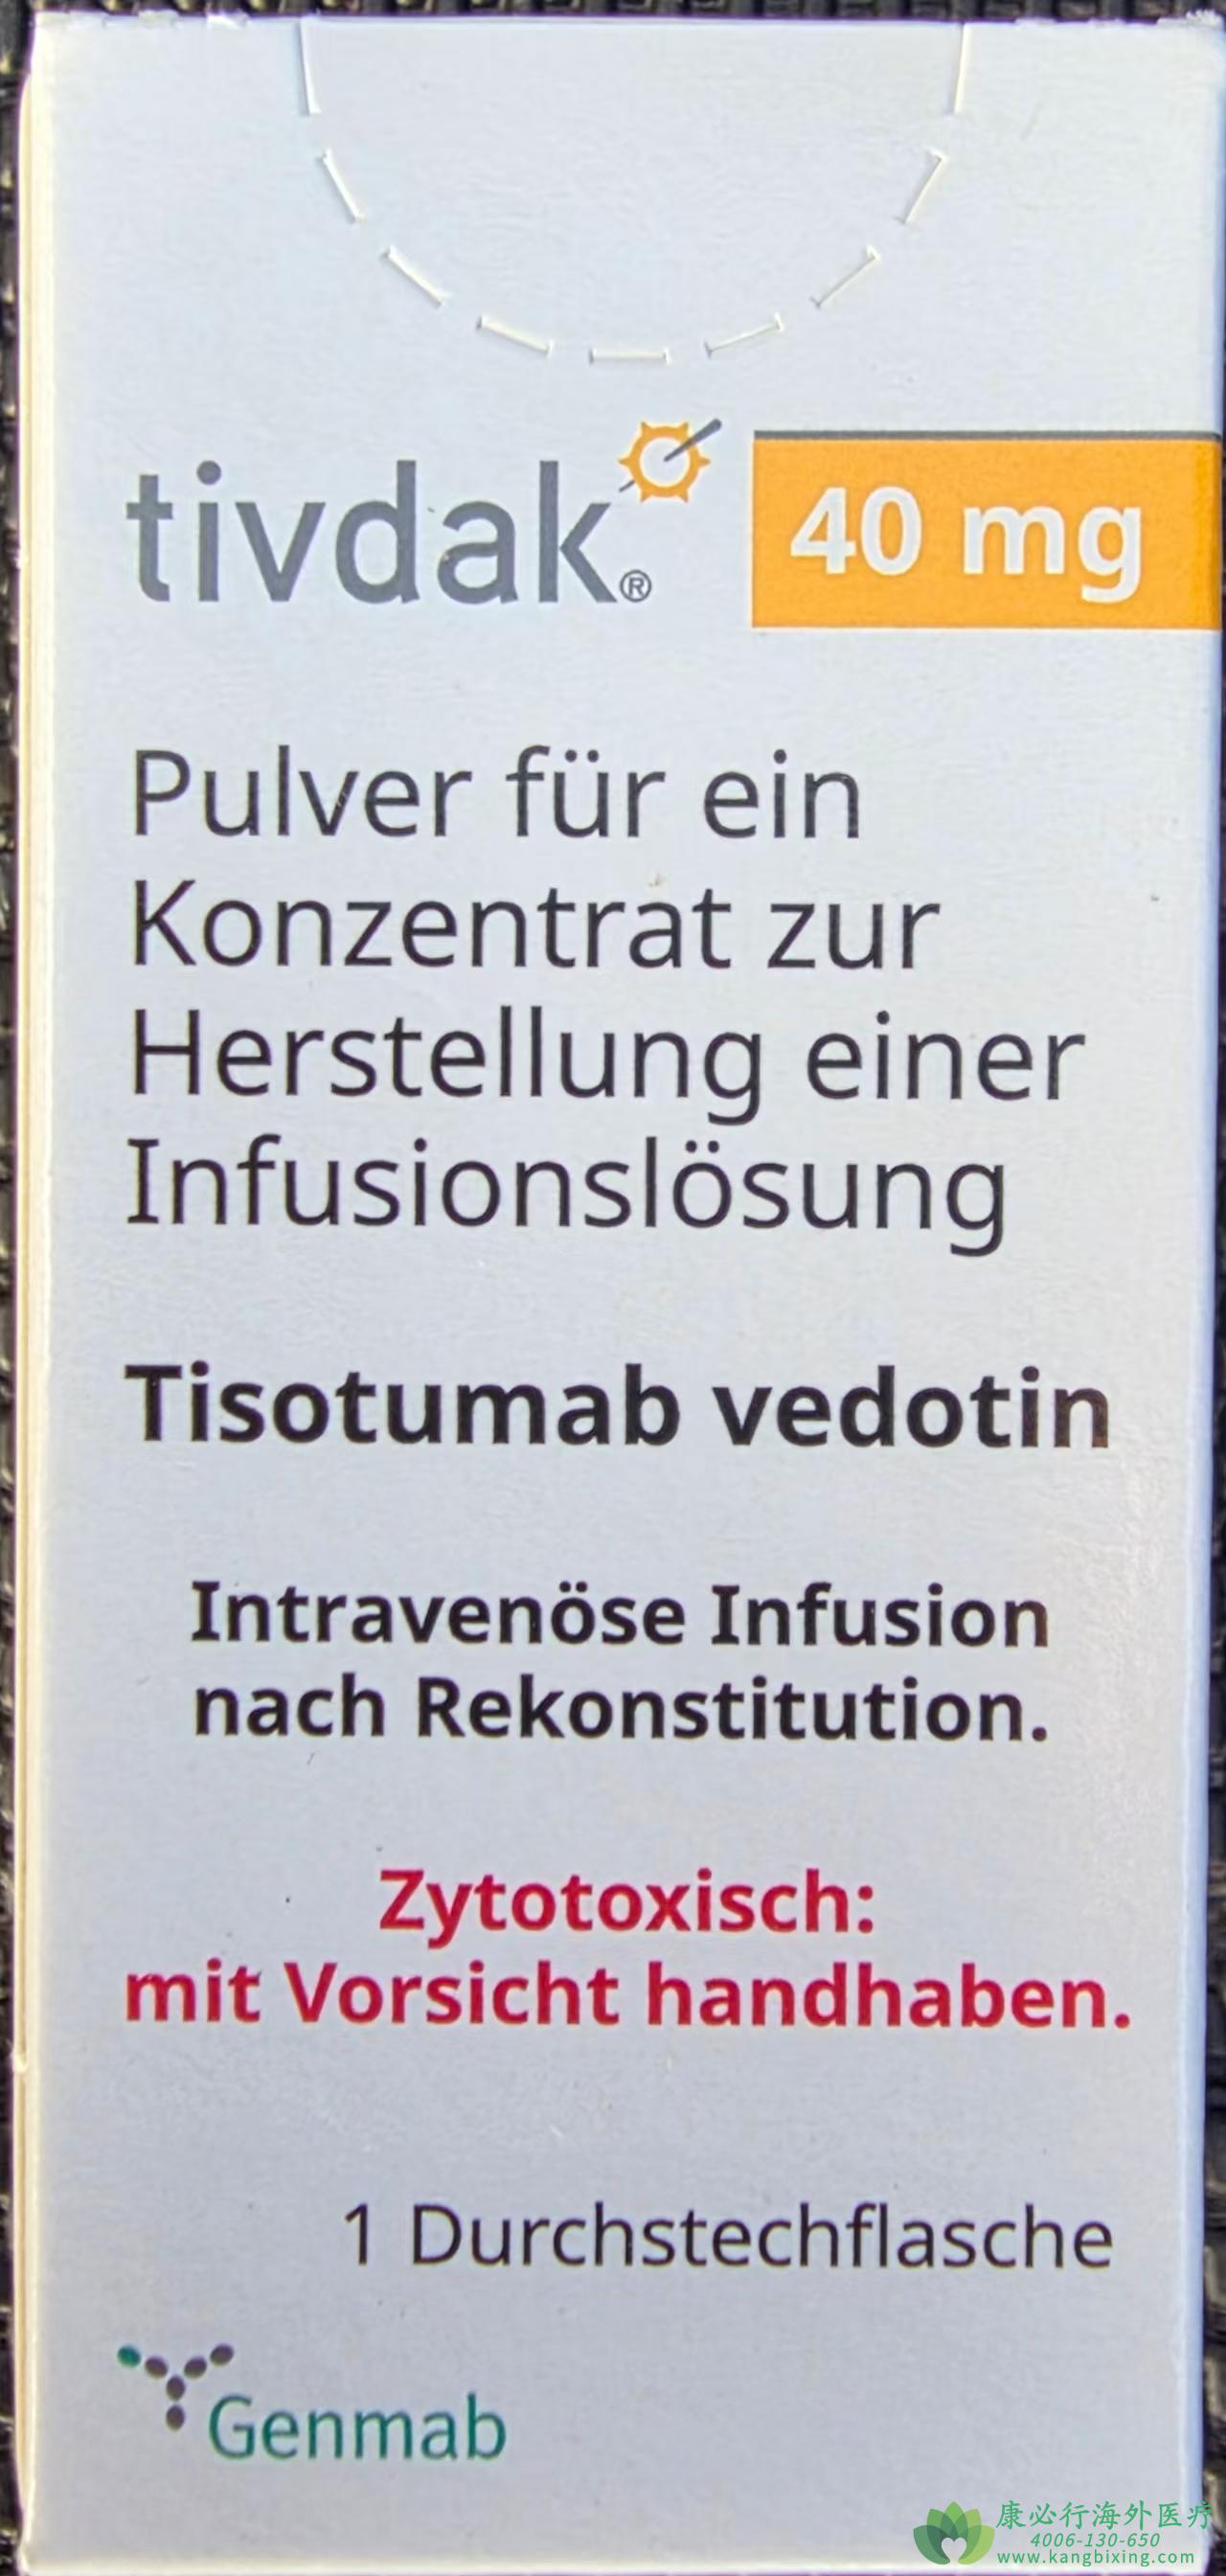 tivdak®
40 mg
Pulver für ein
Konzentrat zur
Herstellung einer
Infusionslösung
Tisotumab vedotin
Intravenöse Infusion
nach Rekonstitution.
Zytotoxisch:
mit Vorsicht handhaben.
1 Durchstechflasche
Genmab
康必行海外医疗
4006-130-650
www.kangbixing.com